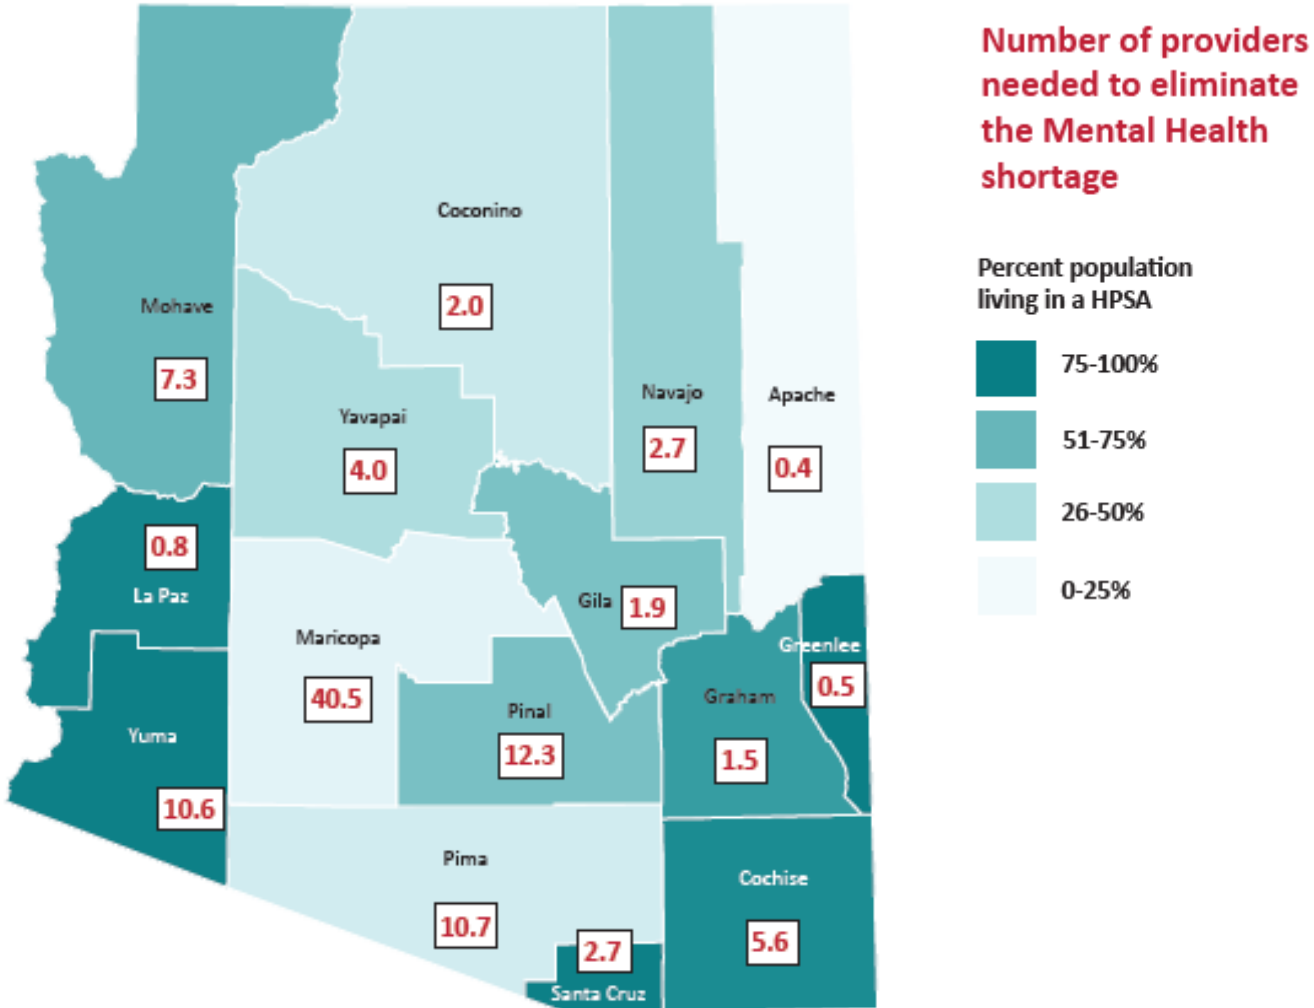 Number of providers
needed to eliminate
the Mental Health
shortage
Percent population
living in a HPSA
75-100%
51-75%
26-50%
0-25%
Coconino
2.0
Mohave
7.3
Navajo
2.7
Apache
0.4
Yavapai
4.0
0.8
La Paz
Gila
1.9
Maricopa
40.5
Greenlee
0.5
Graham
1.5
Pinal
12.3
Yuma
10.6
Pima
10.7
Cochise
5.6
2.7
Santa Cruz